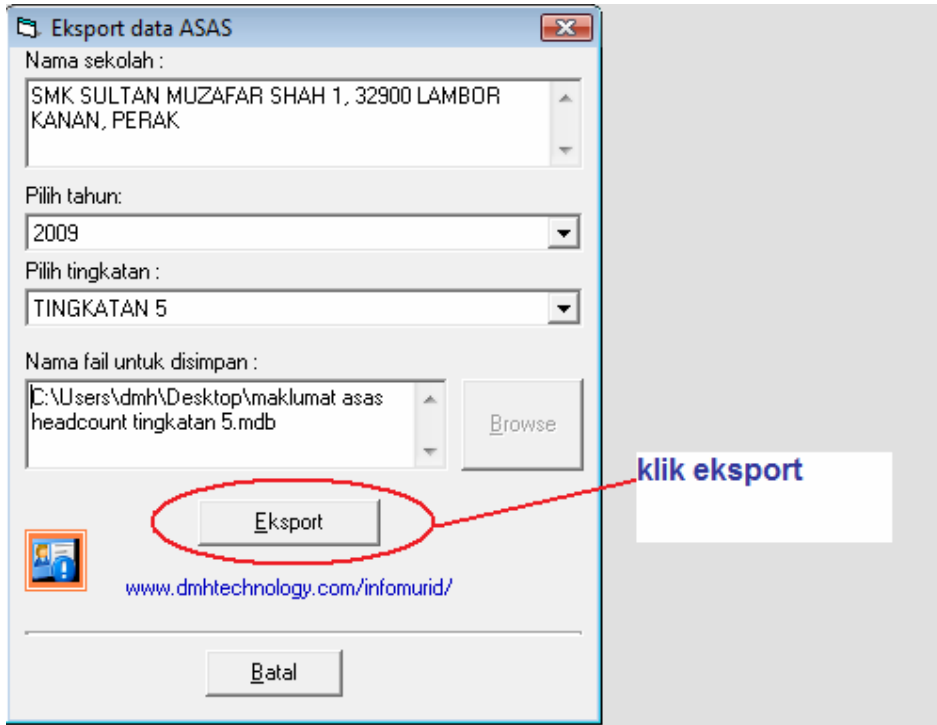 Eksport data ASAS
Nama sekolah :
SMK SULTAN MUZAFAR SHAH 1, 32900 LAMBOR
KANAN, PERAK
Pilih tahun:
2009
Pilih tingkatan :
TINGKATAN 5
Nama fail untuk disimpan :
C:\Users\dmh\Desktop\maklumat asas
headcount tingkatan 5.mdb
Browse
klik eksport
Eksport
www.dmhtechnology.com/infomurid/
Batal